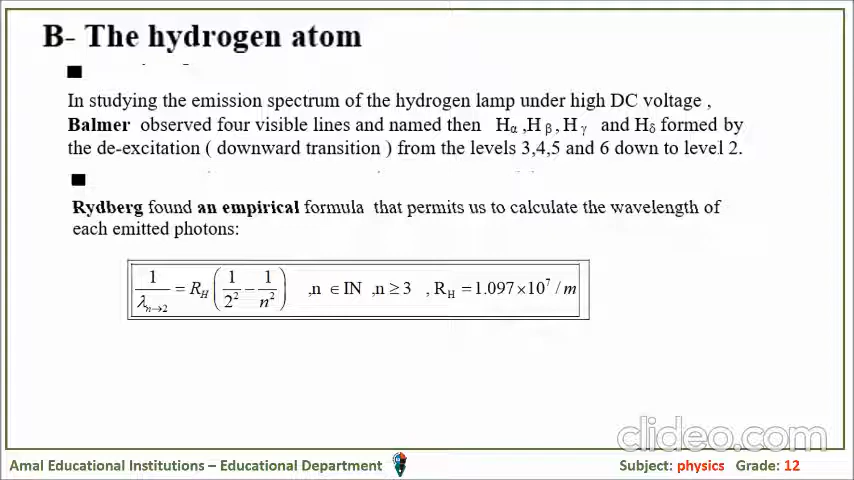 B- The hydrogen atom
In studying the emission spectrum of the hydrogen lamp under high DC voltage ,
Balmer observed four visible lines and named then Hα ,H β , H γ and Hδ formed by
the de-excitation ( downward transition ) from the levels 3,4,5 and 6 down to level 2.
Rydberg found an empirical formula that permits us to calculate the wavelength of
each emitted photons:
1/λn→2 = RH (1/2² − 1/n²) ,n ∈ IN ,n ≥ 3 , RH = 1.097×10⁷ / m
clideo.com
Amal Educational Institutions – Educational Department Subject: physics Grade: 12